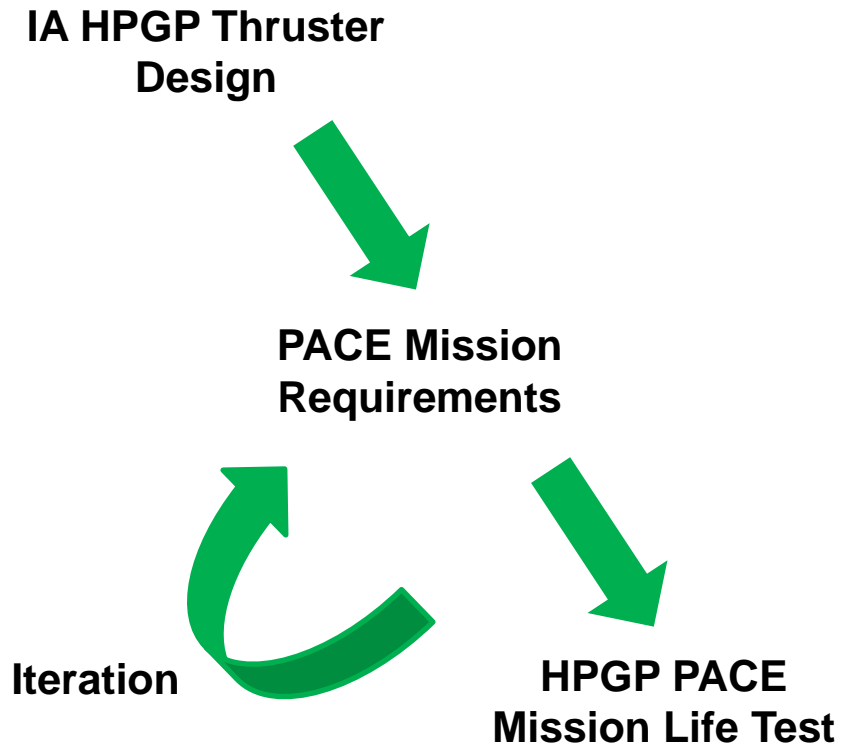 IA HPGP Thruster
Design
PACE Mission
Requirements
Iteration
HPGP PACE
Mission Life Test